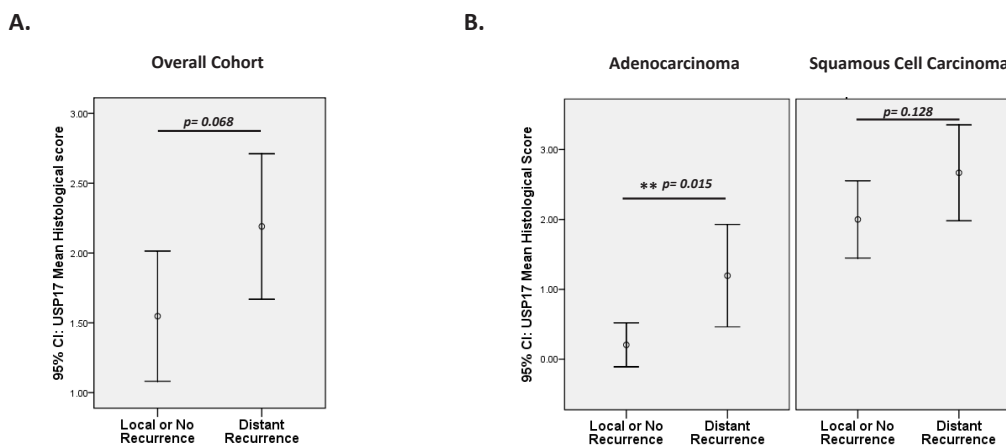 A.
Overall Cohort
95% CI: USP17 Mean Histological score
3.00
2.50
2.00
1.50
1.00
p= 0.068
Local or No
Recurrence
Distant
Recurrence
B.
Adenocarcinoma
Squamous Cell Carcinoma
95% CI: USP17 Mean Histological Score
3.00
2.00
1.00
0.00
** p= 0.015
p= 0.128
Local or No
Recurrence
Distant
Recurrence
Local or No
Recurrence
Distant
Recurrence